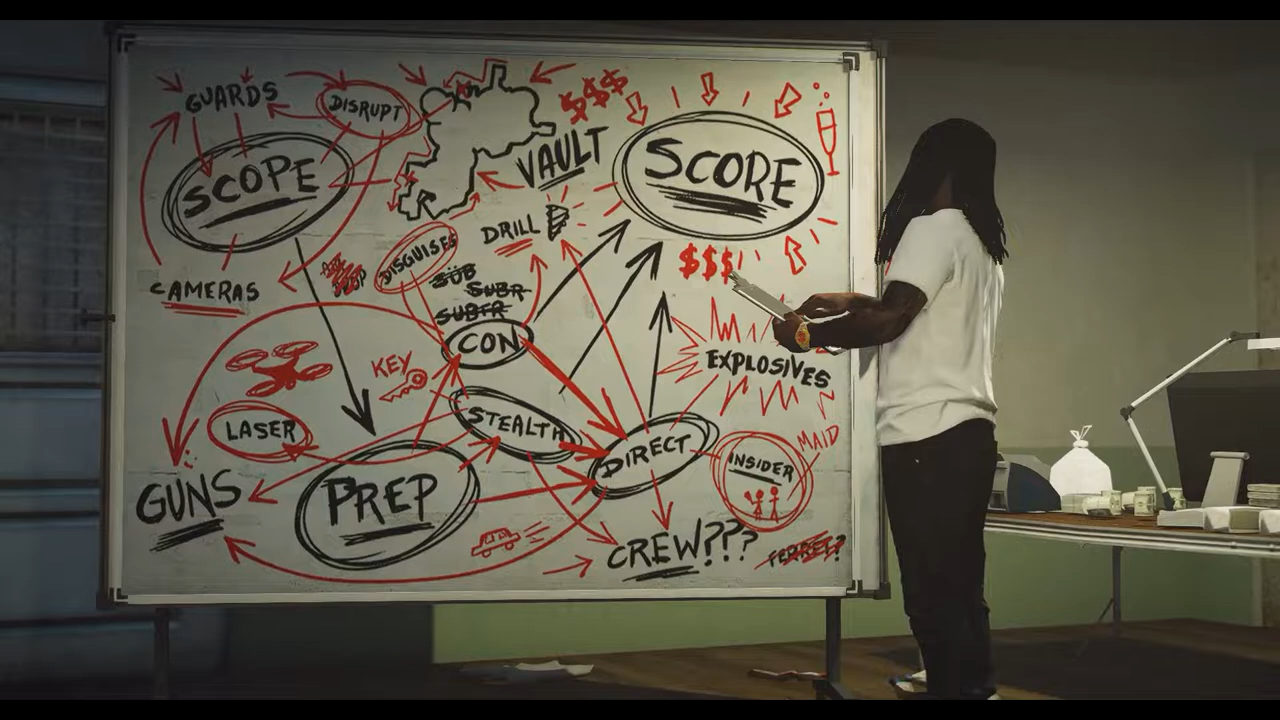 GUARDS
DISRUPT
$$$
SCOPE
VAULT
SCORE
DRILL
DISGUISES
CAMERAS
SUB
SUBR
SUBTR
$$$
CON
KEY
EXPLOSIVES
LASER
STEALTH
DIRECT
MAID
INSIDER
GUNS
PREP
CREW???
FERRET?